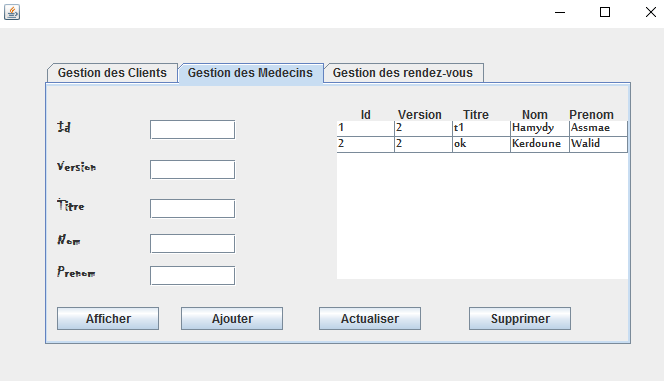 Gestion des Clients Gestion des Medecins Gestion des rendez-vous
Id Version Titre Nom Prenom
1 2 t1 Hamydy Assmae
2 2 ok Kerdoune Walid
Id
Version
Titre
Nom
Prenom
Afficher Ajouter Actualiser Supprimer